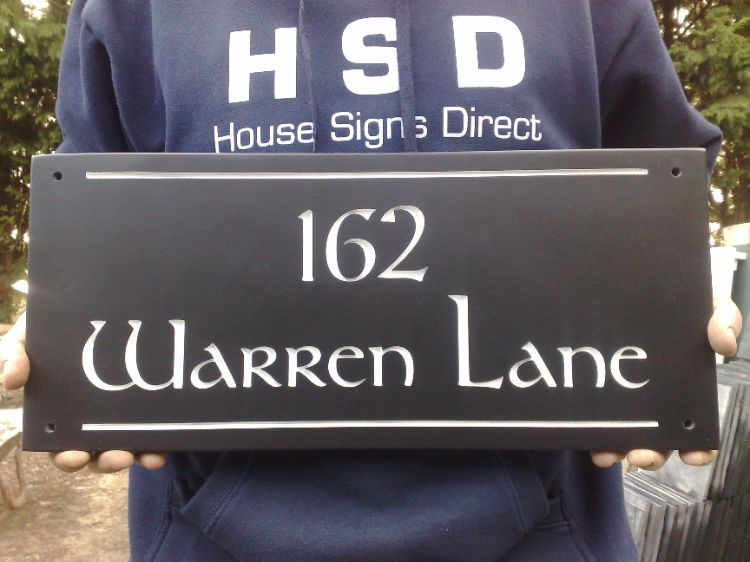 HSD
House Signs Direct
162
Warren Lane